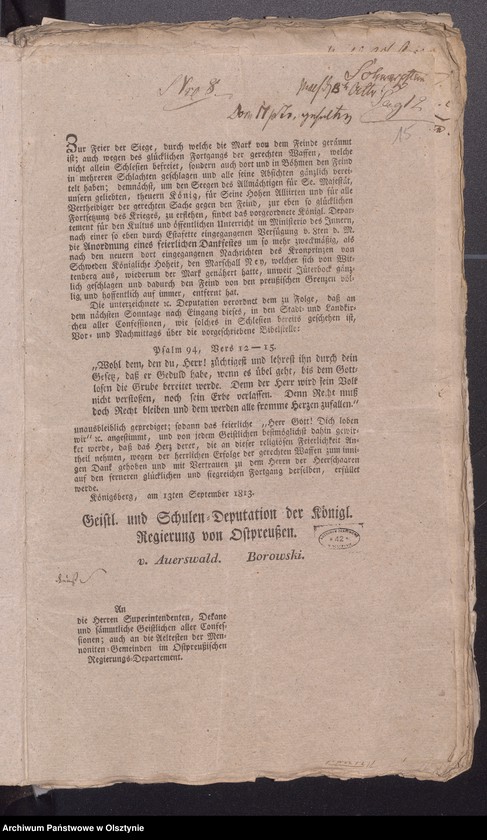 Nro 8.
15
Zur Feier der Siege, durch welche die Mark von dem Feinde geräumt
ist; auch wegen des glücklichen Fortgangs der gerechten Waffen, welche
nicht allein Schlesien befreiet, sondern auch dort und in Böhmen den Feind
in mehreren Schlachten geschlagen und alle seine Absichten gänzlich verei-
telt haben; demnächst, um den Seegen des Allmächtigen für Se. Majestät,
unsern geliebten, theuern König, für Seine Hohen Alliirten und für alle
Vertheidiger der gerechten Sache gegen den Feind, zur eben so glücklichen
Fortsetzung des Krieges, zu erflehen, findet das vorgeordnete Königl. Depar-
tement für den Kultus und öffentlichen Unterricht im Ministerio des Innern,
nach einer so eben durch Estafette eingegangenen Verfügung v. 8ten d. M.
die Anordnung eines feierlichen Dankfestes um so mehr zweckmäßig, als
nach den neuern dort eingegangenen Nachrichten des Kronprinzen von
Schweden Königliche Hoheit, den Marschall Ney, welcher sich von Wit-
tenberg aus, wiederum der Mark genähert hatte, unweit Jüterbock gänz-
lich geschlagen und dadurch den Feind von den preußischen Grenzen völ-
lig und hoffentlich auf immer, entfernt hat.
Die unterzeichnete ꝛc. Deputation verordnet dem zu Folge, daß an
dem nächsten Sonntage nach Eingang dieses, in den Stadt- und Landkir-
chen aller Confessionen, wie solches in Schlesien bereits geschehen ist,
Vor- und Nachmittags über die vorgeschriebene Bibelstelle:
Psalm 94, Vers 12—15.
„Wohl dem, den du, Herr! züchtigest und lehrest ihn durch dein
Gesetz, daß er Geduld habe, wenn es übel geht, bis dem Gott-
losen die Grube bereitet werde. Denn der Herr wird sein Volk
nicht verstoßen, noch sein Erbe verlassen. Denn Recht muß
doch Recht bleiben und dem werden alle fromme Herzen zufallen."
unausbleiblich geprediget; sodann das feierliche „Herr Gott! Dich loben
wir" ꝛc. angestimmt, und von jedem Geistlichen bestmöglichst dahin gewir-
ket werde, daß das Herz derer, die an dieser religiösen Feierlichkeit An-
theil nehmen, wegen der herrlichen Erfolge der gerechten Waffen zum inni-
gen Dank gehoben und mit Vertrauen zu dem Herrn der Heerschaaren
auf den ferneren glücklichen und siegreichen Fortgang derselben, erfüllet
werde.
Königsberg, am 13ten September 1813.
Geistl. und Schulen-Deputation der Königl.
Regierung von Ostpreußen.
v. Auerswald. Borowski.
42
An
die Herren Superintendenten, Dekane
und sämmtliche Geistlichen aller Confes-
sionen; auch an die Aeltesten der Men-
noniten-Gemeinden im Ostpreußischen
Regierungs-Departement.
Archiwum Państwowe w Olsztynie